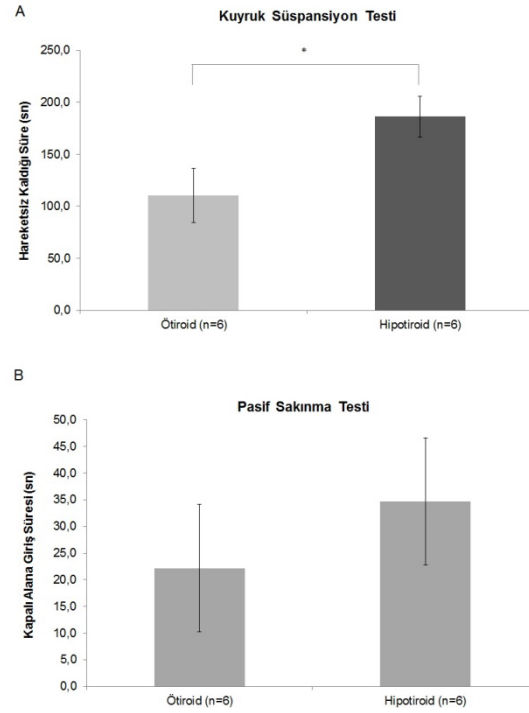 A
Kuyruk Süspansiyon Testi
Hareketsiz Kaldığı Süre (sn)
250,0
200,0
150,0
100,0
50,0
0,0
*
Ötiroid (n=6)
Hipotiroid (n=6)
B
Pasif Sakınma Testi
Kapalı Alana Giriş Süresi (sn)
50,0
45,0
40,0
35,0
30,0
25,0
20,0
15,0
10,0
5,0
0,0
Ötiroid (n=6)
Hipotiroid (n=6)